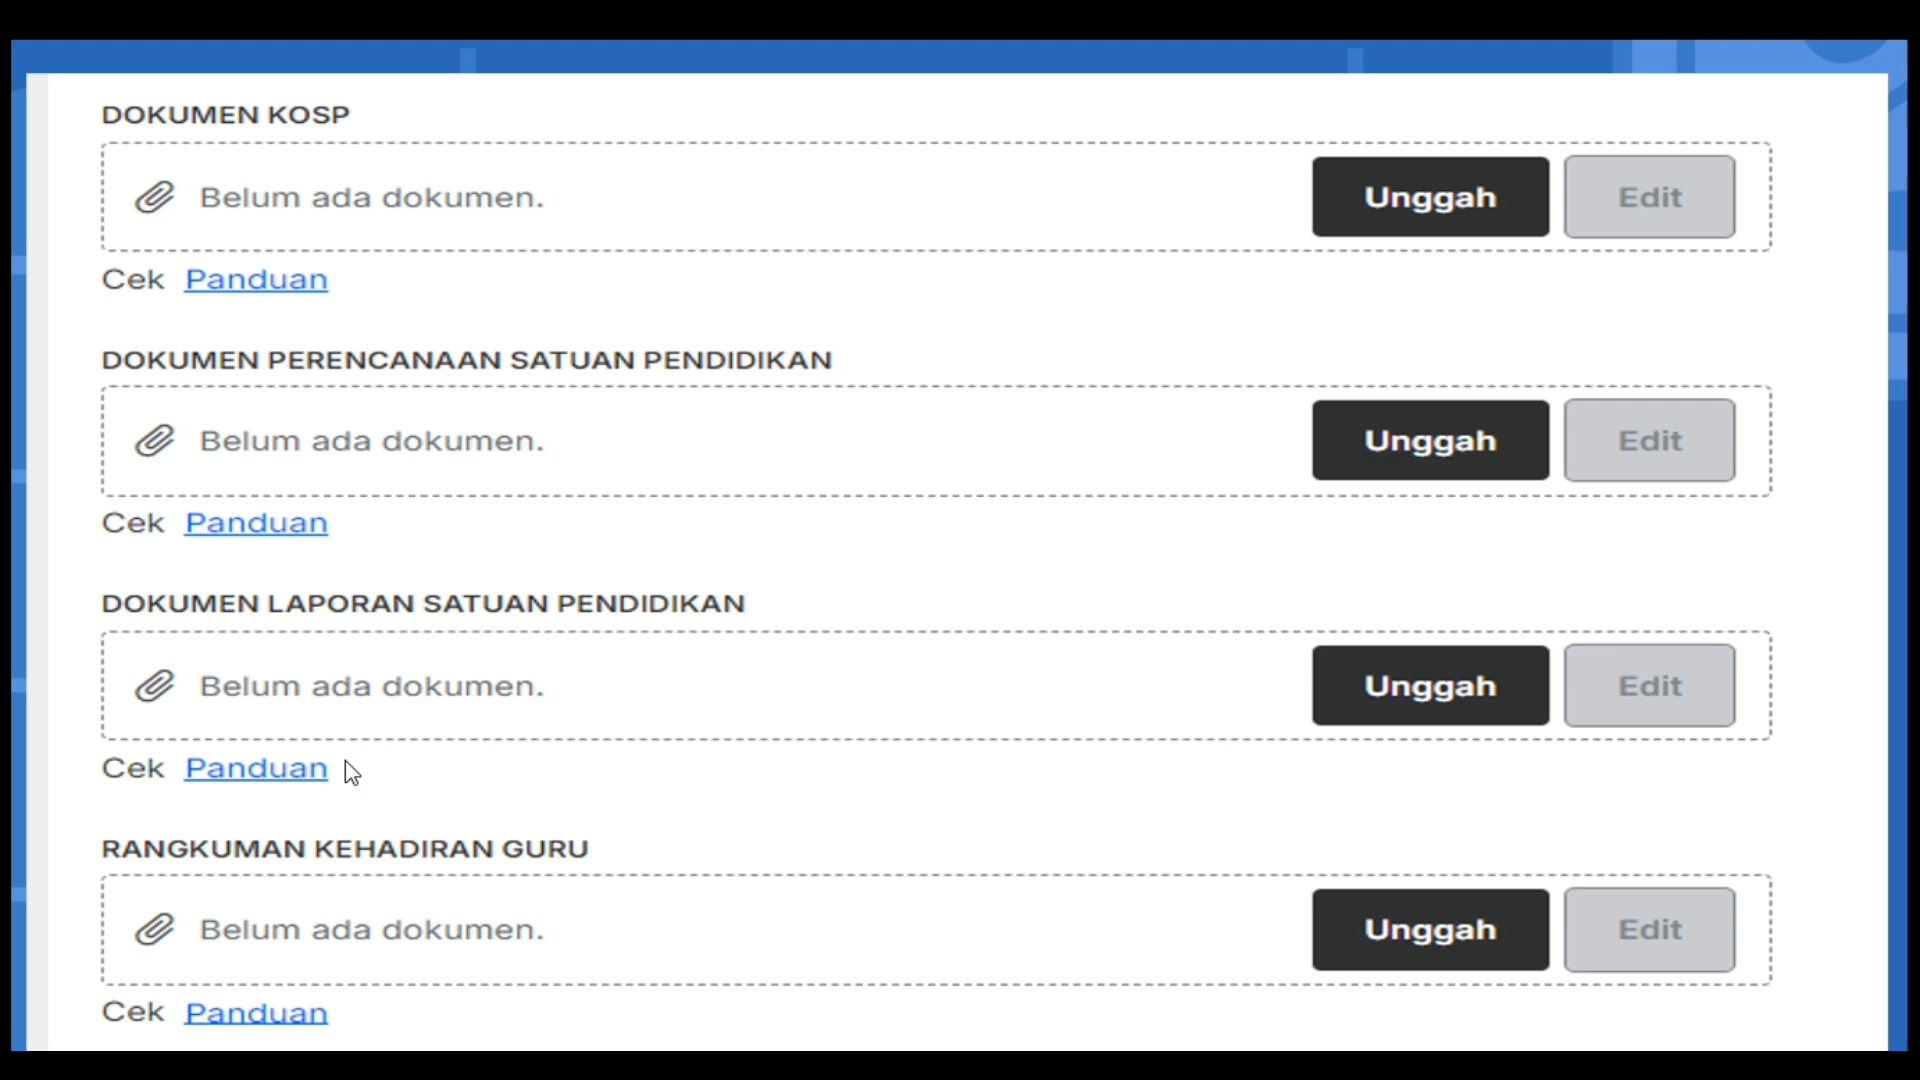 DOKUMEN KOSP
Belum ada dokumen. Unggah Edit
Cek Panduan
DOKUMEN PERENCANAAN SATUAN PENDIDIKAN
Belum ada dokumen. Unggah Edit
Cek Panduan
DOKUMEN LAPORAN SATUAN PENDIDIKAN
Belum ada dokumen. Unggah Edit
Cek Panduan
RANGKUMAN KEHADIRAN GURU
Belum ada dokumen. Unggah Edit
Cek Panduan